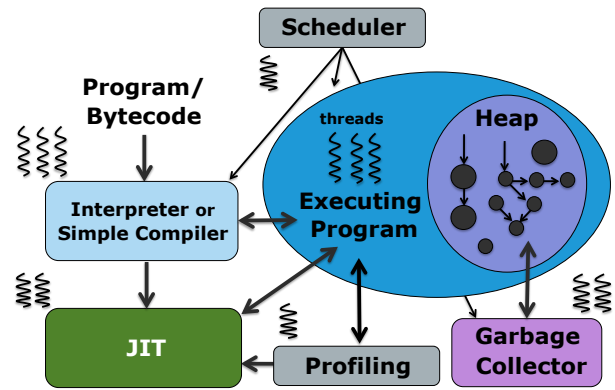 Scheduler
Program/
Bytecode
threads
Heap
Interpreter or
Simple Compiler
Executing
Program
JIT
Profiling
Garbage
Collector